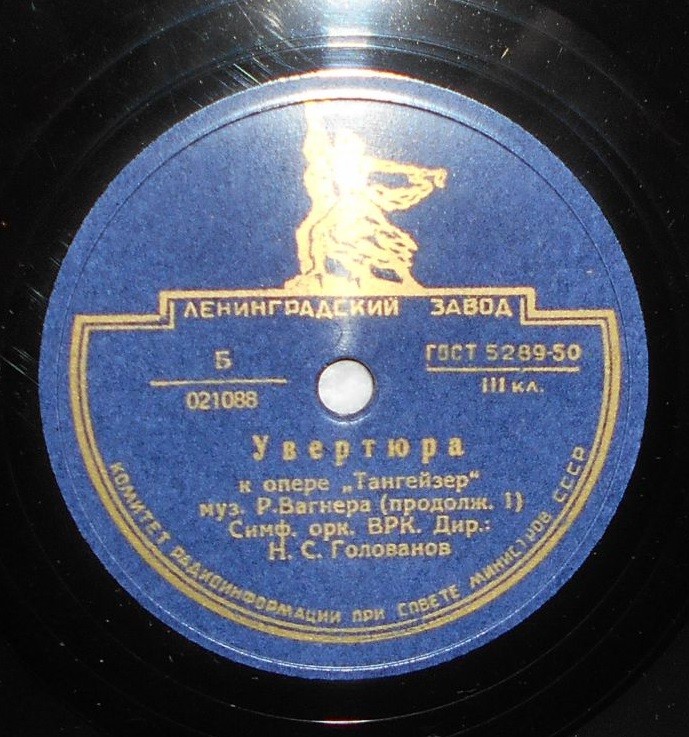 ЛЕНИНГРАДСКИЙ ЗАВОД
Б
021088
ГОСТ 5289-50
III кл.
Увертюра
к опере „Тангейзер“
муз. Р. Вагнера (продолж. 1)
Симф. орк. ВРК. Дир.:
Н. С. Голованов
КОМИТЕТ РАДИОИНФОРМАЦИИ ПРИ СОВЕТЕ МИНИСТРОВ СССР